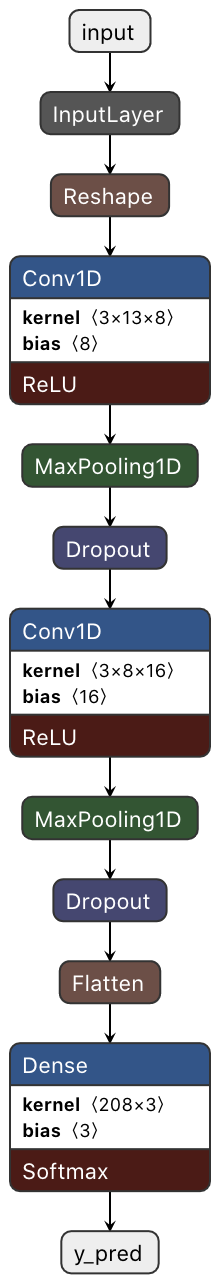 input
InputLayer
Reshape
Conv1D
kernel 〈3×13×8〉
bias 〈8〉
ReLU
MaxPooling1D
Dropout
Conv1D
kernel 〈3×8×16〉
bias 〈16〉
ReLU
MaxPooling1D
Dropout
Flatten
Dense
kernel 〈208×3〉
bias 〈3〉
Softmax
y_pred